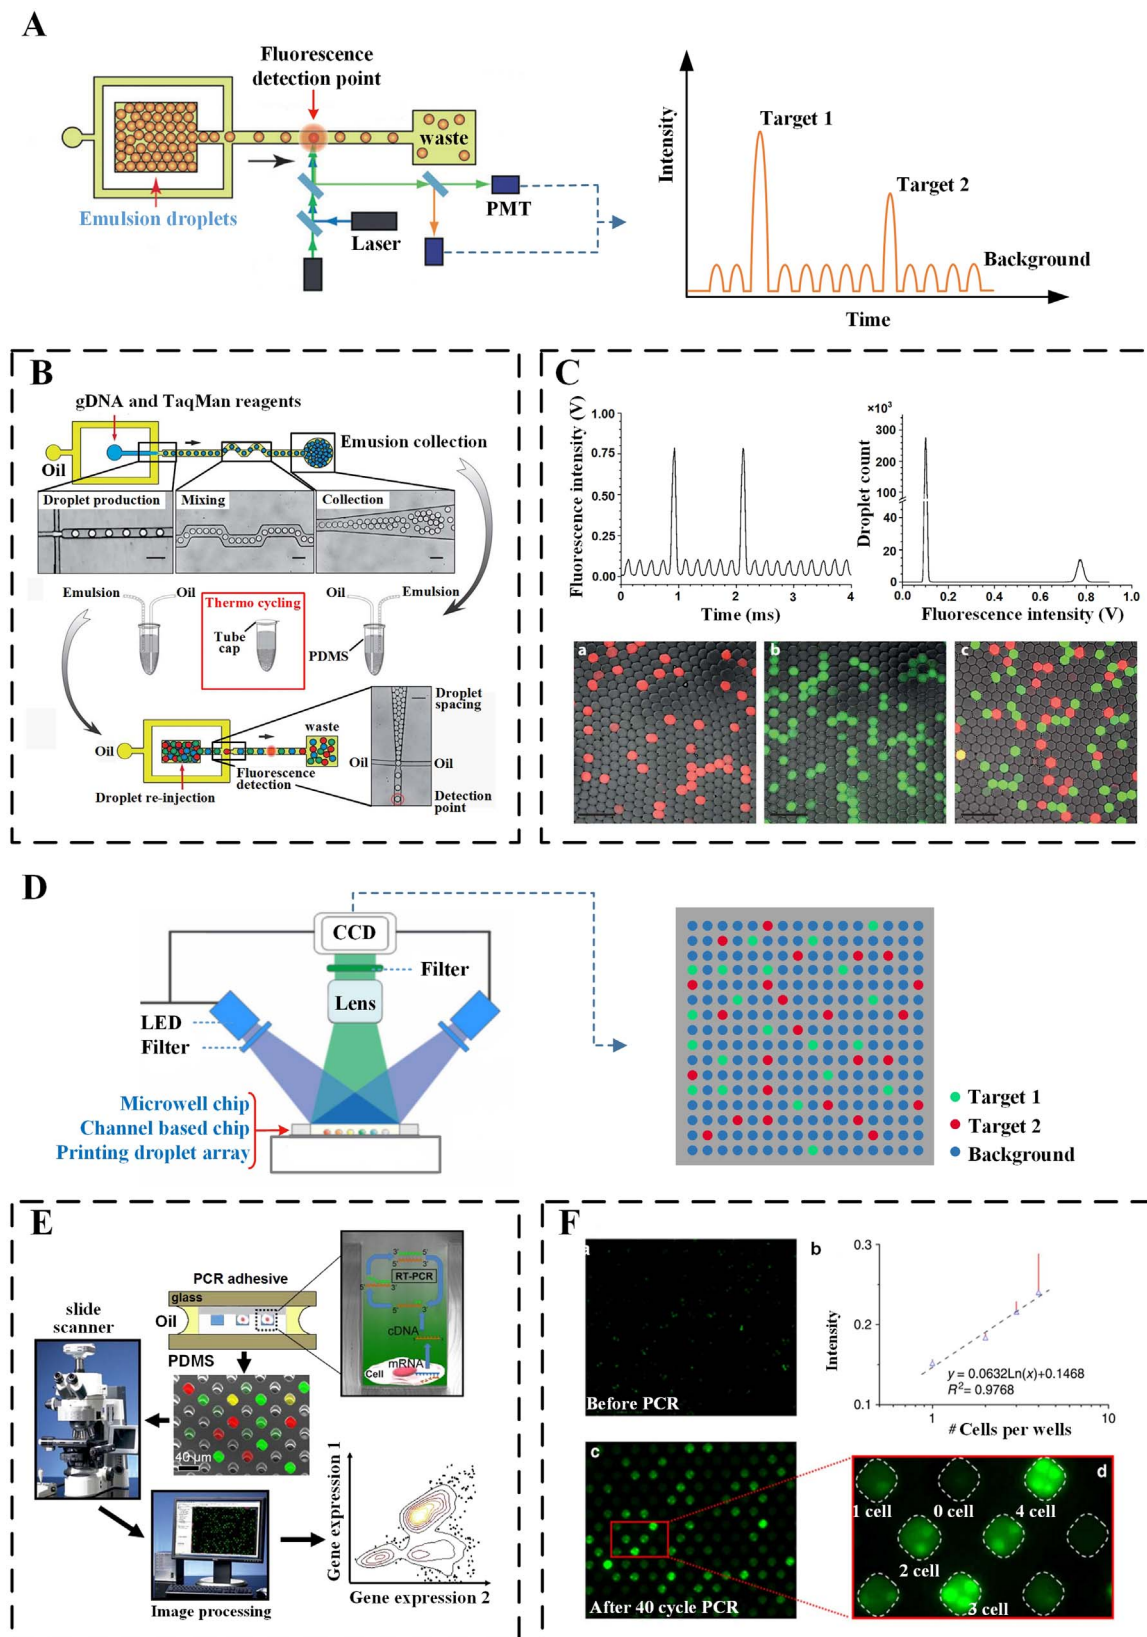 A
Fluorescence
detection point
waste
Emulsion droplets
PMT
Laser
Intensity
Target 1
Target 2
Background
Time
B
gDNA and TaqMan reagents
Oil
Emusion collection
Droplet production
Mixing
Collection
Emulsion
Oil
Thermo cycling
Tube
cap
Oil
Emulsion
PDMS
Droplet
spacing
waste
Oil
Fluorescence
detection
Oil
Oil
Droplet re-injection
Detection
point
C
Fluorescence intensity (V)
1.00
0.75
0.50
0.25
0.00
0
1
2
3
4
Time (ms)
×10³
Droplet count
300
200
100
40
20
0
0.0
0.2
0.4
0.6
0.8
1.0
Fluorescence intensity (V)
a
b
c
D
CCD
Filter
Lens
LED
Filter
Microwell chip
Channel based chip
Printing droplet array
Target 1
Target 2
Background
E
PCR adhesive
glass
Oil
PDMS
slide
scanner
3' 5'
RT-PCR
5' 3'
5' 3'
cDNA
mRNA
Cell
40 μm
Image processing
Gene expression 1
Gene expression 2
F
a
Before PCR
b
Intensity
0.3
0.2
0.1
1
10
y = 0.0632Ln(x)+0.1468
R²= 0.9768
# Cells per wells
c
After 40 cycle PCR
d
1 cell
0 cell
4 cell
2 cell
3 cell